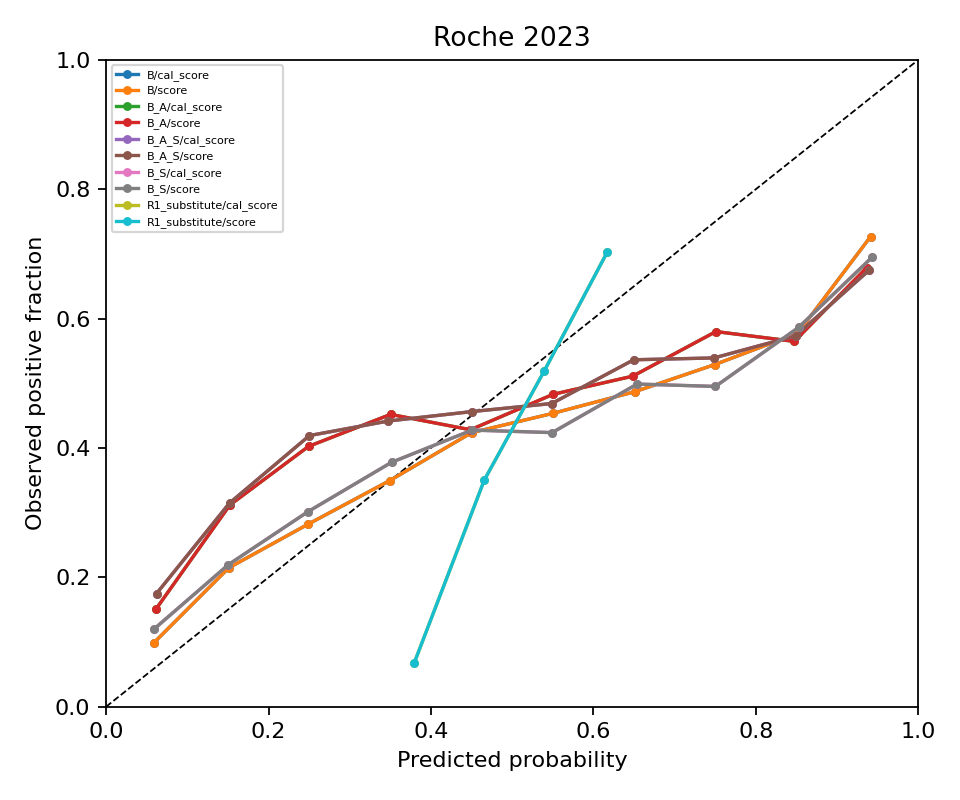 Roche 2023
1.0
0.8
0.6
0.4
0.2
0.0
Observed positive fraction
B/cal_score
B/score
B_A/cal_score
B_A/score
B_A_S/cal_score
B_A_S/score
B_S/cal_score
B_S/score
R1_substitute/cal_score
R1_substitute/score
0.0 0.2 0.4 0.6 0.8 1.0
Predicted probability